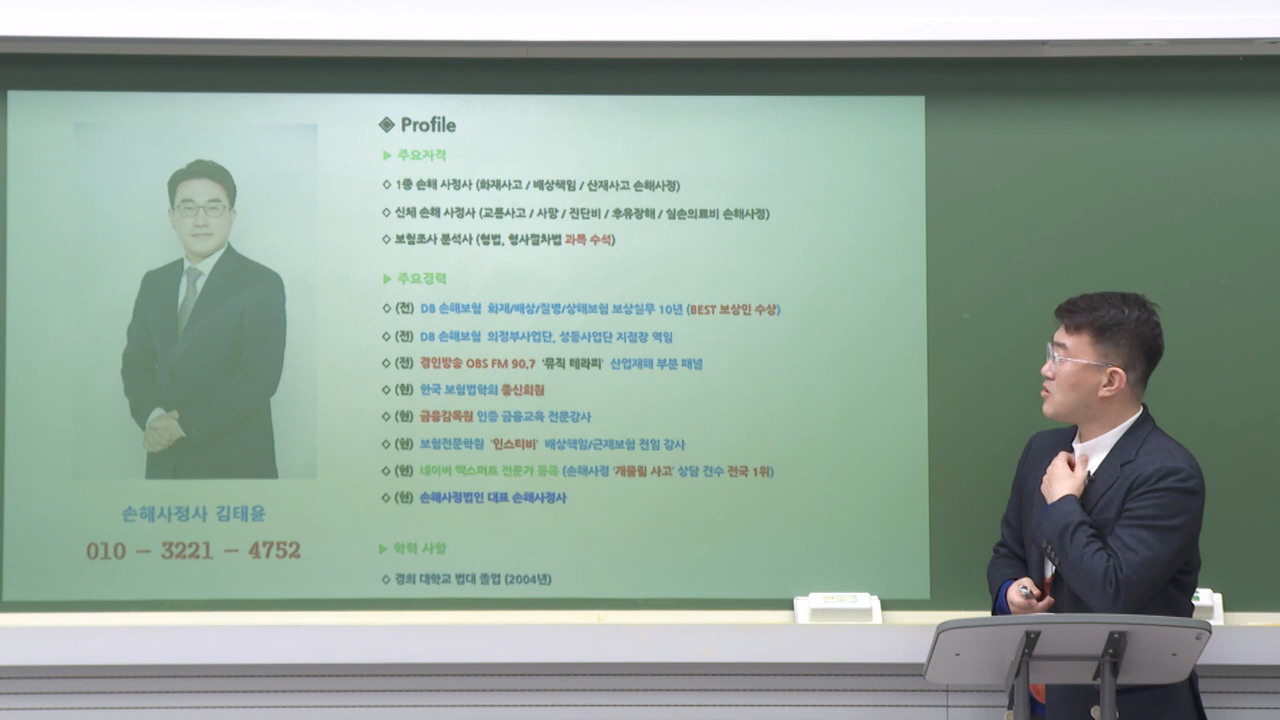 ◈ Profile
▶ 주요자격
◇ 1종 손해 사정사 (화재사고 / 배상책임 / 산재사고 손해사정)
◇ 신체 손해 사정사 (교통사고 / 사망 / 진단비 / 후유장해 / 실손의료비 손해사정)
◇ 보험조사 분석사 (형법, 형사절차법 과목 수석)
▶ 주요경력
◇ (전) DB 손해보험 화재/배상/질병/상해보험 보상실무 10년 (BEST 보상인 수상)
◇ (전) DB 손해보험 의정부사업단, 성동사업단 지점장 역임
◇ (전) 경인방송 OBS FM 90.7 '뮤직 테라피' 산업재해 부분 패널
◇ (현) 한국 보험법학회 종신회원
◇ (현) 금융감독원 인증 금융교육 전문강사
◇ (현) 보험전문학원 '인스티비' 배상책임/근재보험 전임 강사
◇ (현) 네이버 엑스퍼트 전문가 등록 (손해사정 '개물림 사고' 상담 건수 전국 1위)
◇ (현) 손해사정법인 대표 손해사정사
▶ 학력 사항
◇ 경희 대학교 법대 졸업 (2004년)
손해사정사 김태윤
010 - 3221 - 4752